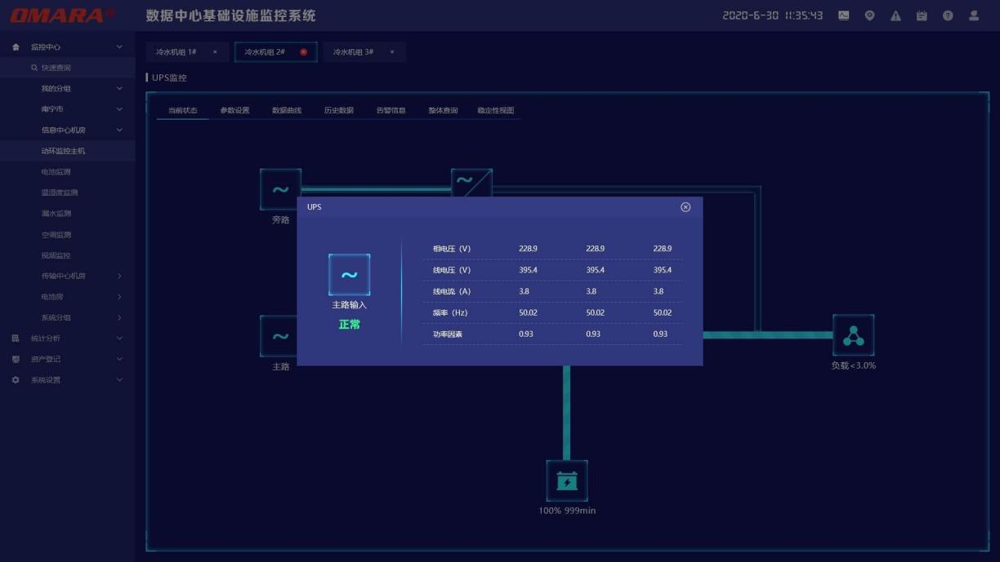 OMARA®
数据中心基础设施监控系统
2020-6-30 11:35:43
监控中心
快速查询
我的分组
南宁市
信息中心机房
动环监控主机
电池监测
温湿度监测
漏水监测
空调监测
视频监控
传输中心机房
电池房
系统分组
统计分析
资产登记
系统设置
冷水机组 1# ×
冷水机组 2# ×
冷水机组 3# ×
UPS监控
当前状态 参数设置 数据曲线 历史数据 告警信息 整体查询 稳定性视图
旁路
UPS
主路输入
正常
相电压（V） 228.9 228.9 228.9
线电压（V） 395.4 395.4 395.4
线电流（A） 3.8 3.8 3.8
频率（Hz） 50.02 50.02 50.02
功率因素 0.93 0.93 0.93
主路
负载<3.0%
100% 999min